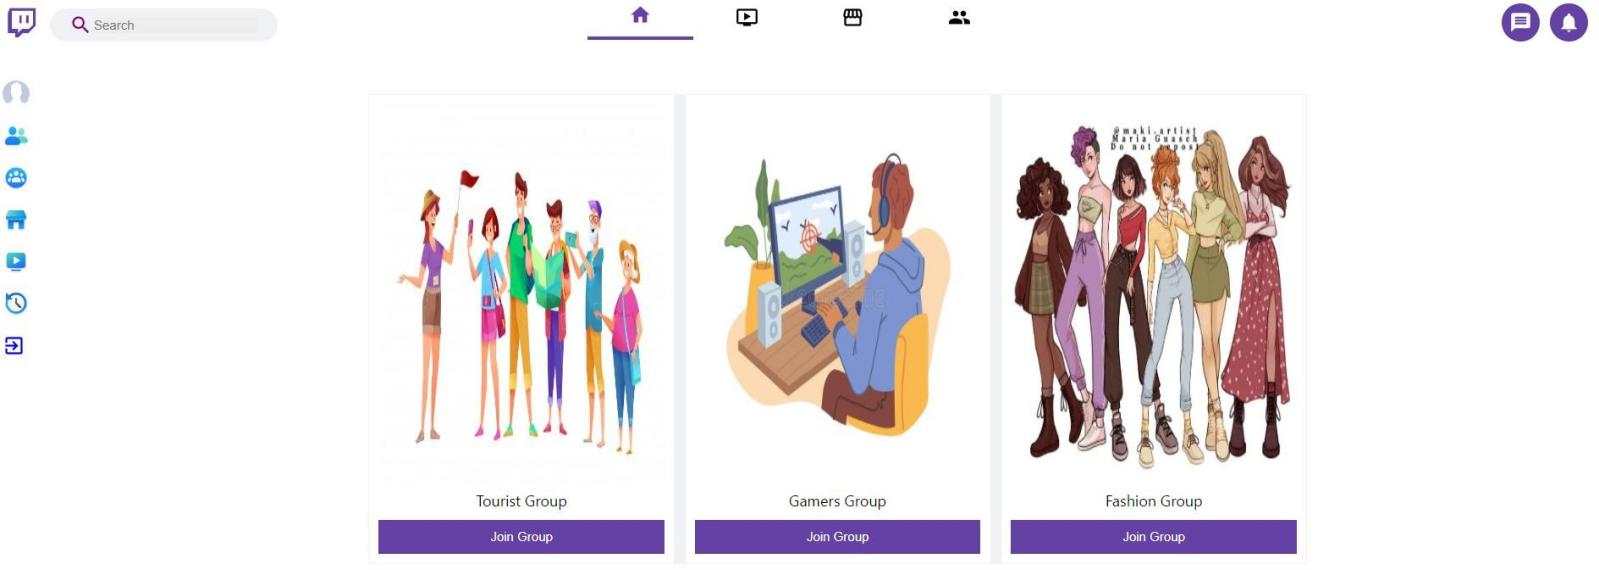 Search
@maki.artist
Maria Guasch
Do not repost
Tourist Group
Gamers Group
Fashion Group
Join Group
Join Group
Join Group